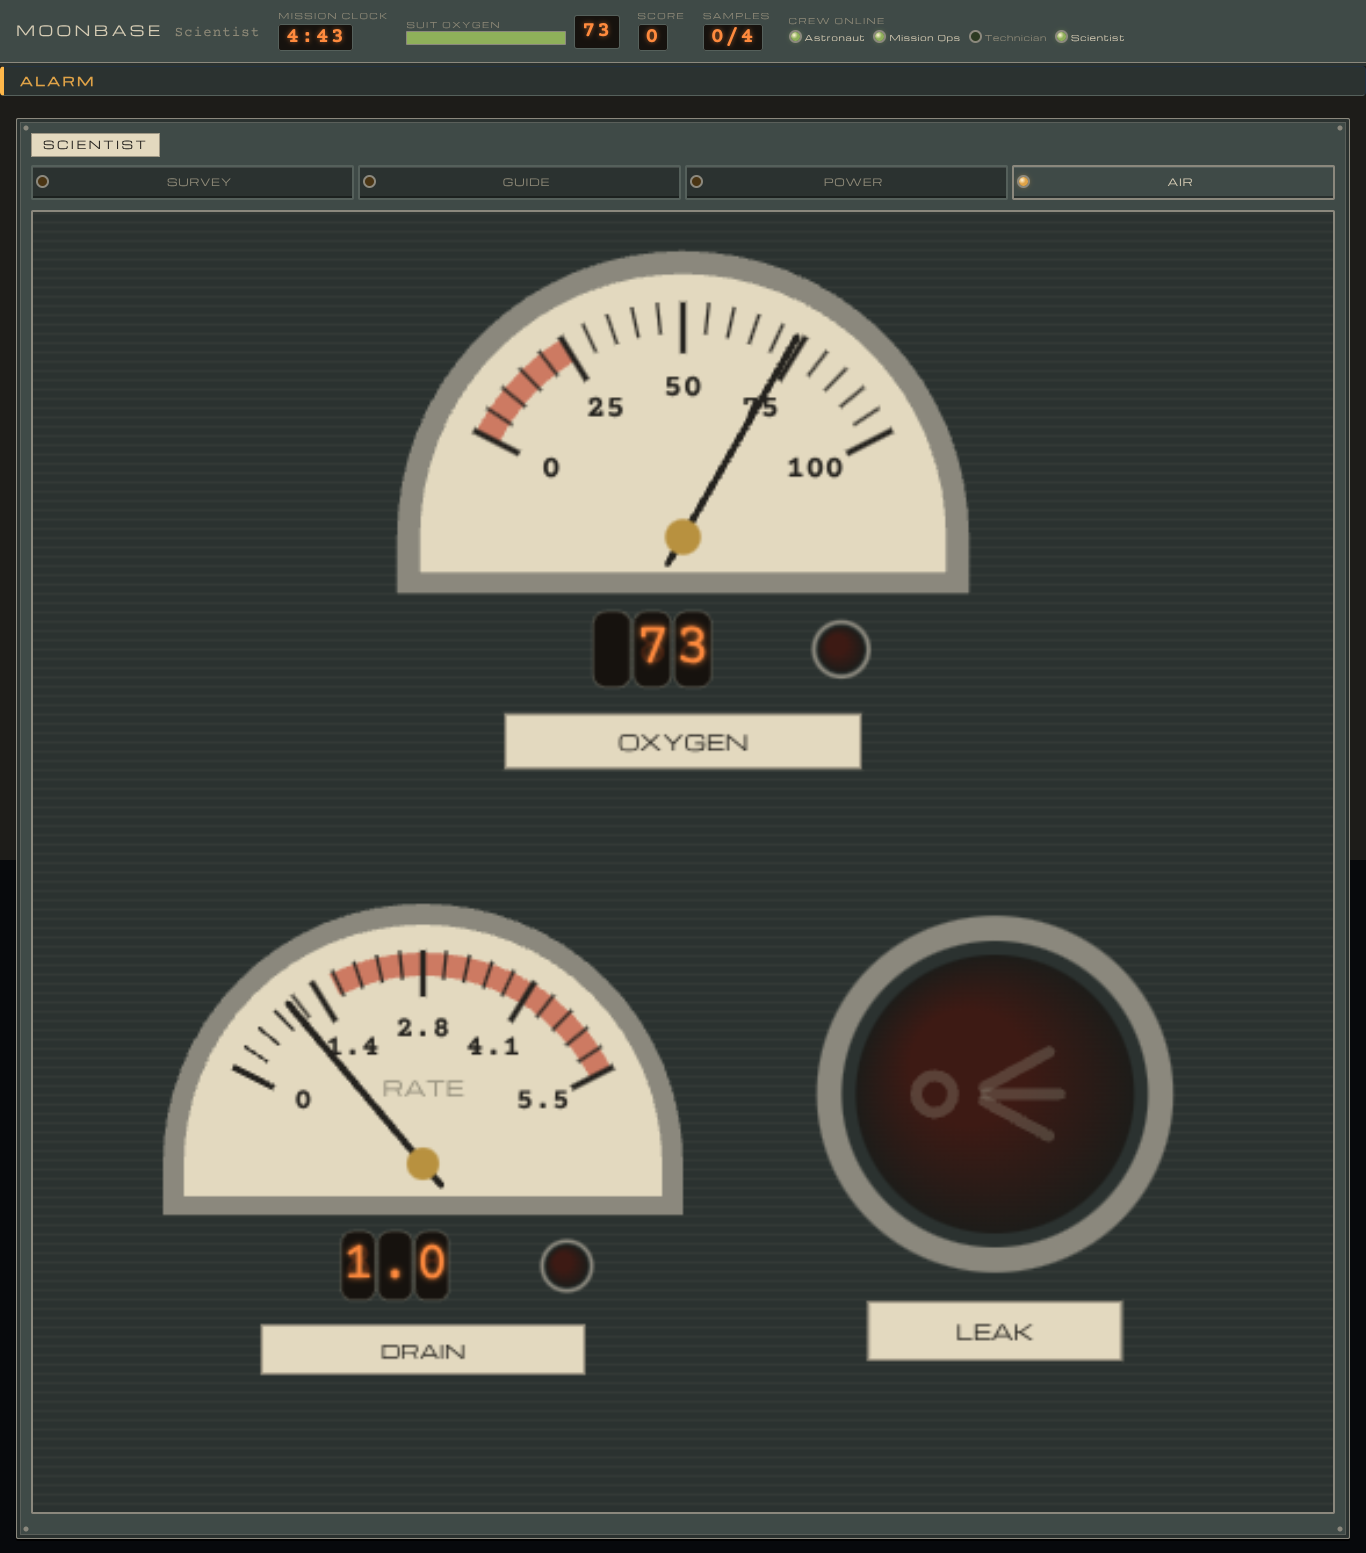 MOONBASE Scientist
MISSION CLOCK
4:43
SUIT OXYGEN
73
SCORE
0
SAMPLES
0/4
CREW ONLINE
Astronaut Mission Ops Technician Scientist
ALARM
SCIENTIST
SURVEY GUIDE POWER AIR
0 25 50 75 100
73
OXYGEN
0 1.4 2.8 4.1 5.5
RATE
1.0
DRAIN
LEAK